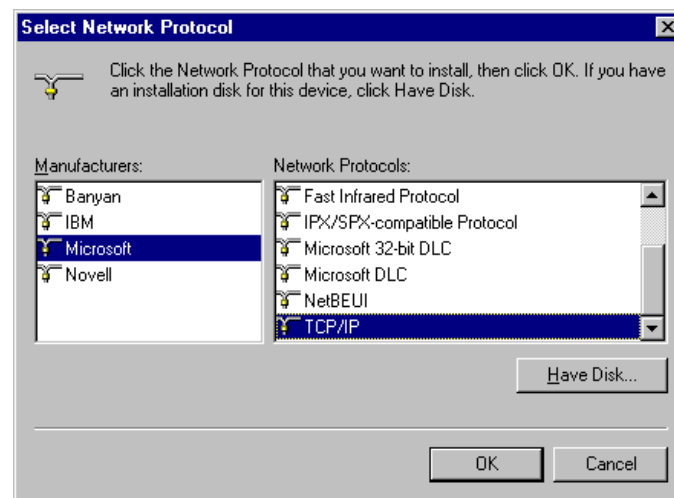 Select Network Protocol
Click the Network Protocol that you want to install, then click OK. If you have
an installation disk for this device, click Have Disk.
Manufacturers:
Banyan
IBM
Microsoft
Novell
Network Protocols:
Fast Infrared Protocol
IPX/SPX-compatible Protocol
Microsoft 32-bit DLC
Microsoft DLC
NetBEUI
TCP/IP
Have Disk...
OK
Cancel